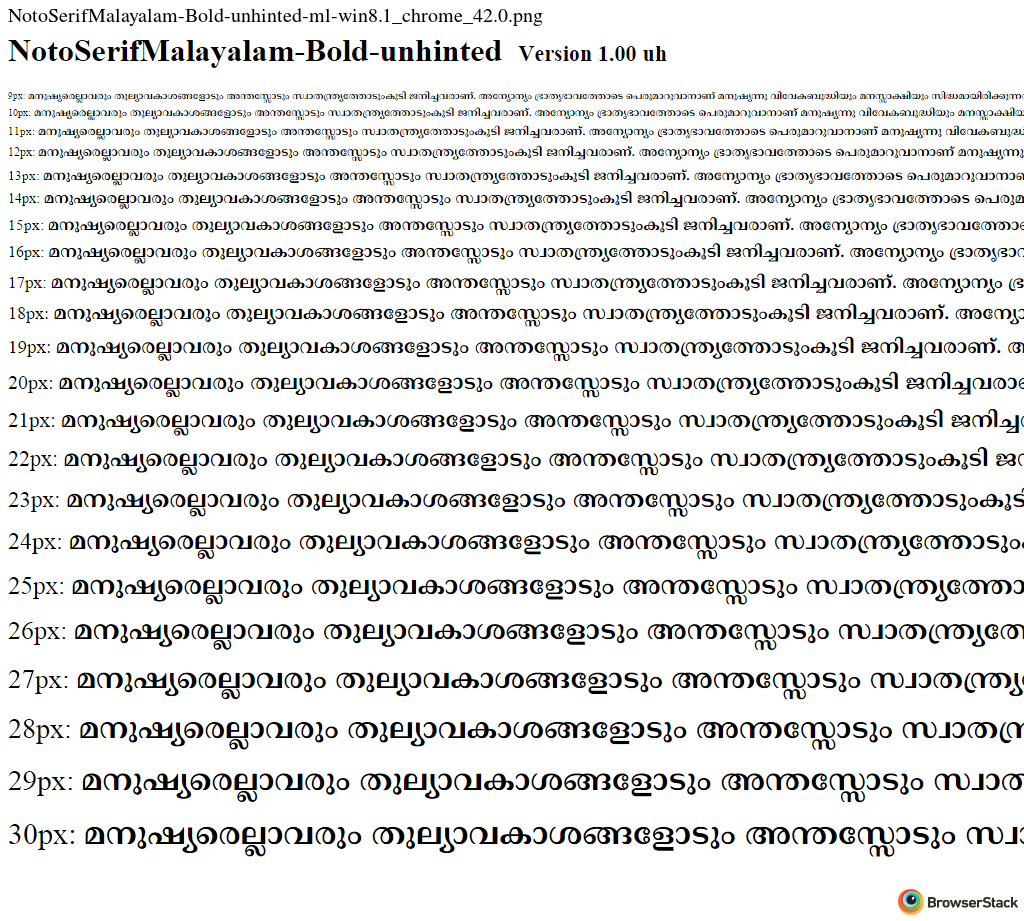 NotoSerifMalayalam-Bold-unhinted-ml-win8.1_chrome_42.0.png
NotoSerifMalayalam-Bold-unhinted Version 1.00 uh
9px: മനുഷ്യരെല്ലാവരും തുല്യാവകാശങ്ങളോടും അന്തസ്സോടും സ്വാതന്ത്ര്യത്തോടുംകൂടി ജനിച്ചവരാണ്. അന്യോന്യം ഭ്രാതൃഭാവത്തോടെ പെരുമാറുവാനാണ് മനുഷ്യന്നു വിവേകബുദ്ധിയും മനസ്സാക്ഷിയും സിദ്ധമായിരിക്കുന്ന
10px: മനുഷ്യരെല്ലാവരും തുല്യാവകാശങ്ങളോടും അന്തസ്സോടും സ്വാതന്ത്ര്യത്തോടുംകൂടി ജനിച്ചവരാണ്. അന്യോന്യം ഭ്രാതൃഭാവത്തോടെ പെരുമാറുവാനാണ് മനുഷ്യന്നു വിവേകബുദ്ധിയും മനസ്സാക്ഷിയും
11px: മനുഷ്യരെല്ലാവരും തുല്യാവകാശങ്ങളോടും അന്തസ്സോടും സ്വാതന്ത്ര്യത്തോടുംകൂടി ജനിച്ചവരാണ്. അന്യോന്യം ഭ്രാതൃഭാവത്തോടെ പെരുമാറുവാനാണ് മനുഷ്യന്നു വിവേകബുദ്ധ
12px: മനുഷ്യരെല്ലാവരും തുല്യാവകാശങ്ങളോടും അന്തസ്സോടും സ്വാതന്ത്ര്യത്തോടുംകൂടി ജനിച്ചവരാണ്. അന്യോന്യം ഭ്രാതൃഭാവത്തോടെ പെരുമാറുവാനാണ് മനുഷ്യന്നു
13px: മനുഷ്യരെല്ലാവരും തുല്യാവകാശങ്ങളോടും അന്തസ്സോടും സ്വാതന്ത്ര്യത്തോടുംകൂടി ജനിച്ചവരാണ്. അന്യോന്യം ഭ്രാതൃഭാവത്തോടെ പെരുമാറുവാനാ
14px: മനുഷ്യരെല്ലാവരും തുല്യാവകാശങ്ങളോടും അന്തസ്സോടും സ്വാതന്ത്ര്യത്തോടുംകൂടി ജനിച്ചവരാണ്. അന്യോന്യം ഭ്രാതൃഭാവത്തോടെ പെരുമ
15px: മനുഷ്യരെല്ലാവരും തുല്യാവകാശങ്ങളോടും അന്തസ്സോടും സ്വാതന്ത്ര്യത്തോടുംകൂടി ജനിച്ചവരാണ്. അന്യോന്യം ഭ്രാതൃഭാവത്തോ
16px: മനുഷ്യരെല്ലാവരും തുല്യാവകാശങ്ങളോടും അന്തസ്സോടും സ്വാതന്ത്ര്യത്തോടുംകൂടി ജനിച്ചവരാണ്. അന്യോന്യം ഭ്രാതൃഭാവ
17px: മനുഷ്യരെല്ലാവരും തുല്യാവകാശങ്ങളോടും അന്തസ്സോടും സ്വാതന്ത്ര്യത്തോടുംകൂടി ജനിച്ചവരാണ്. അന്യോന്യം ഭ്ര
18px: മനുഷ്യരെല്ലാവരും തുല്യാവകാശങ്ങളോടും അന്തസ്സോടും സ്വാതന്ത്ര്യത്തോടുംകൂടി ജനിച്ചവരാണ്. അന്യോ
19px: മനുഷ്യരെല്ലാവരും തുല്യാവകാശങ്ങളോടും അന്തസ്സോടും സ്വാതന്ത്ര്യത്തോടുംകൂടി ജനിച്ചവരാണ്. അ
20px: മനുഷ്യരെല്ലാവരും തുല്യാവകാശങ്ങളോടും അന്തസ്സോടും സ്വാതന്ത്ര്യത്തോടുംകൂടി ജനിച്ചവരാ
21px: മനുഷ്യരെല്ലാവരും തുല്യാവകാശങ്ങളോടും അന്തസ്സോടും സ്വാതന്ത്ര്യത്തോടുംകൂടി ജനിച്ച
22px: മനുഷ്യരെല്ലാവരും തുല്യാവകാശങ്ങളോടും അന്തസ്സോടും സ്വാതന്ത്ര്യത്തോടുംകൂടി ജന
23px: മനുഷ്യരെല്ലാവരും തുല്യാവകാശങ്ങളോടും അന്തസ്സോടും സ്വാതന്ത്ര്യത്തോടുംകൂട
24px: മനുഷ്യരെല്ലാവരും തുല്യാവകാശങ്ങളോടും അന്തസ്സോടും സ്വാതന്ത്ര്യത്തോടും
25px: മനുഷ്യരെല്ലാവരും തുല്യാവകാശങ്ങളോടും അന്തസ്സോടും സ്വാതന്ത്ര്യത്തോ
26px: മനുഷ്യരെല്ലാവരും തുല്യാവകാശങ്ങളോടും അന്തസ്സോടും സ്വാതന്ത്ര്യത്തേ
27px: മനുഷ്യരെല്ലാവരും തുല്യാവകാശങ്ങളോടും അന്തസ്സോടും സ്വാതന്ത്ര്യ
28px: മനുഷ്യരെല്ലാവരും തുല്യാവകാശങ്ങളോടും അന്തസ്സോടും സ്വാതന്ത്ര
29px: മനുഷ്യരെല്ലാവരും തുല്യാവകാശങ്ങളോടും അന്തസ്സോടും സ്വാത
30px: മനുഷ്യരെല്ലാവരും തുല്യാവകാശങ്ങളോടും അന്തസ്സോടും സ്വാ
BrowserStack